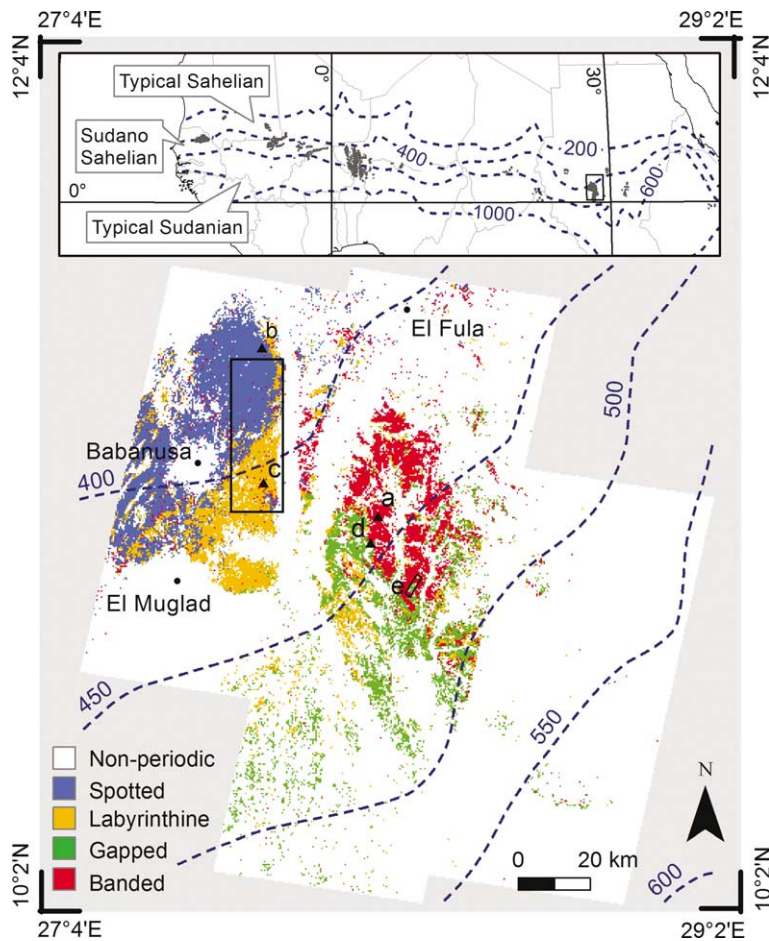 27°4'E 29°2'E
12°4'N 12°4'N
0° 30°
Typical Sahelian
Sudano
Sahelian
400 200
600
0°
Typical Sudanian
1000
b El Fula
500
Babanusa
400 c
a
d
e
El Muglad
450
550
Non-periodic
Spotted
Labyrinthine
Gapped
Banded
N
0 20 km
600
10°2'N 10°2'N
27°4'E 29°2'E